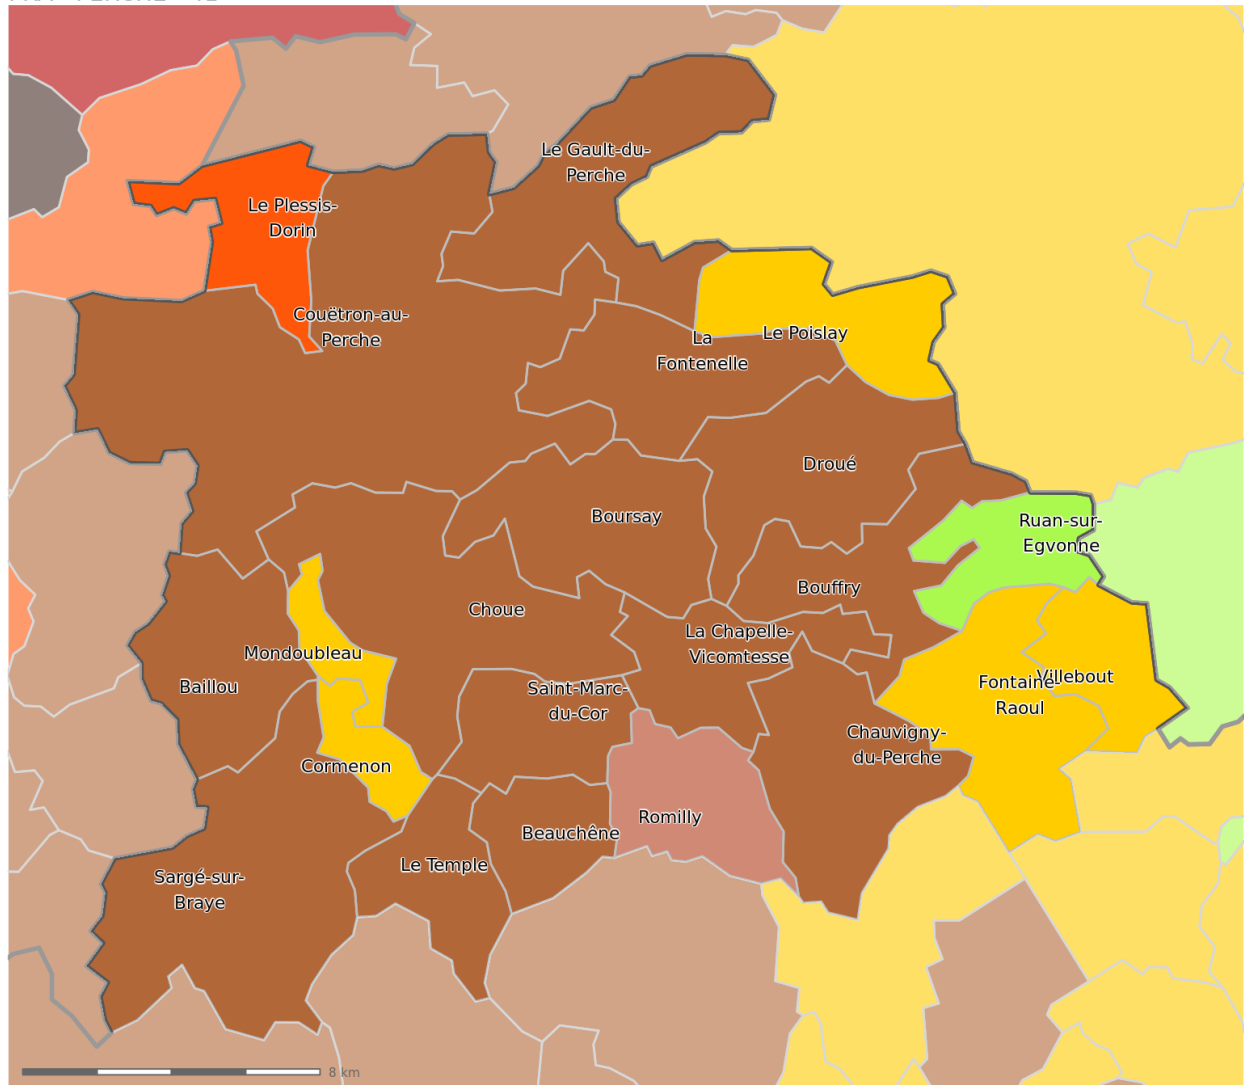 Le Gault-du-
Perche
Le Plessis-
Dorin
Couëtron-au-
Perche
La
Fontenelle
Le Poislay
Droué
Boursay
Ruan-sur-
Egvonne
Bouffry
Choue
La Chapelle-
Vicomtesse
Mondoubleau
Baillou
Saint-Marc-
du-Cor
Villebout
Fontaine-
Raoul
Chauvigny-
du-Perche
Cormenon
Romilly
Beauchêne
Le Temple
Sargé-sur-
Braye
8 km